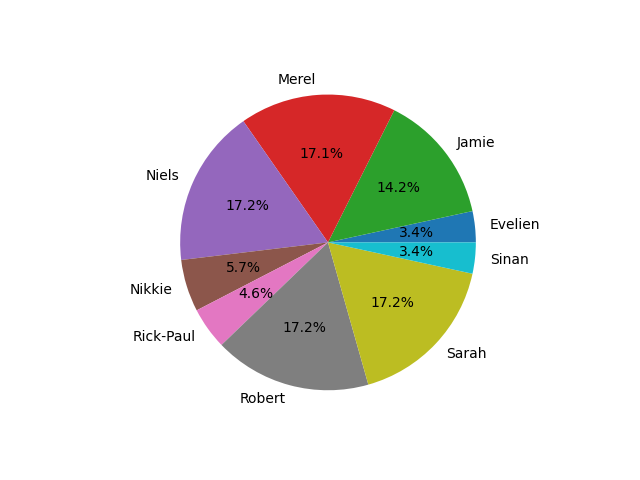 Merel
Jamie
17.1%
14.2%
Niels
17.2%
Evelien
3.4%
3.4%
Sinan
5.7%
Nikkie
4.6%
17.2%
Rick-Paul
17.2%
Sarah
Robert